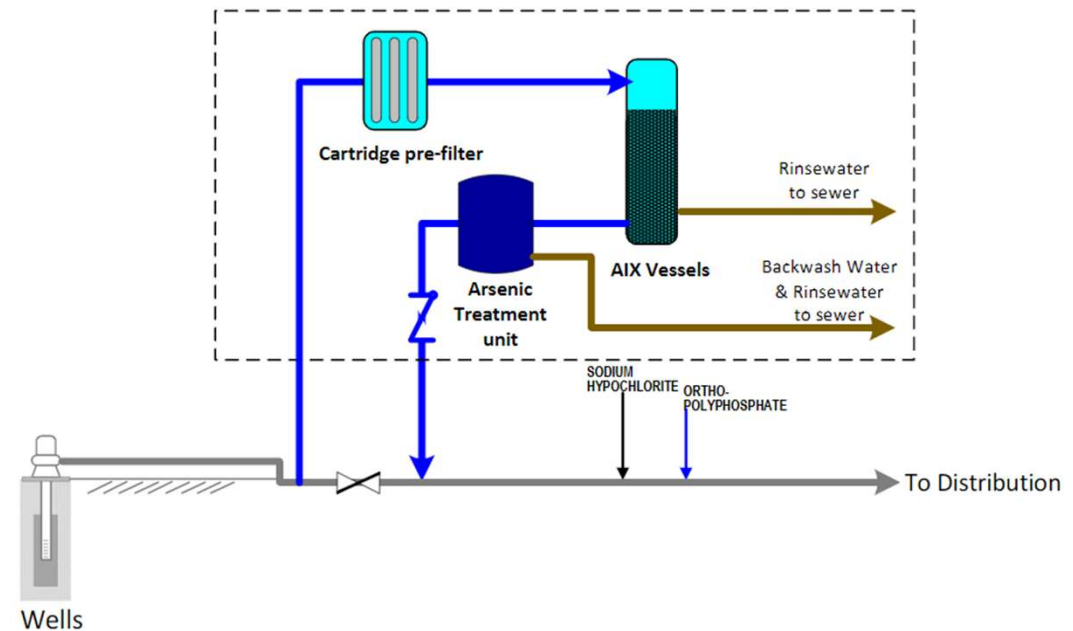 Cartridge pre-filter
Rinsewater
to sewer
AIX Vessels
Arsenic
Treatment
unit
Backwash Water
& Rinsewater
to sewer
SODIUM
HYPOCHLORITE
ORTHO-
POLYPHOSPHATE
To Distribution
Wells